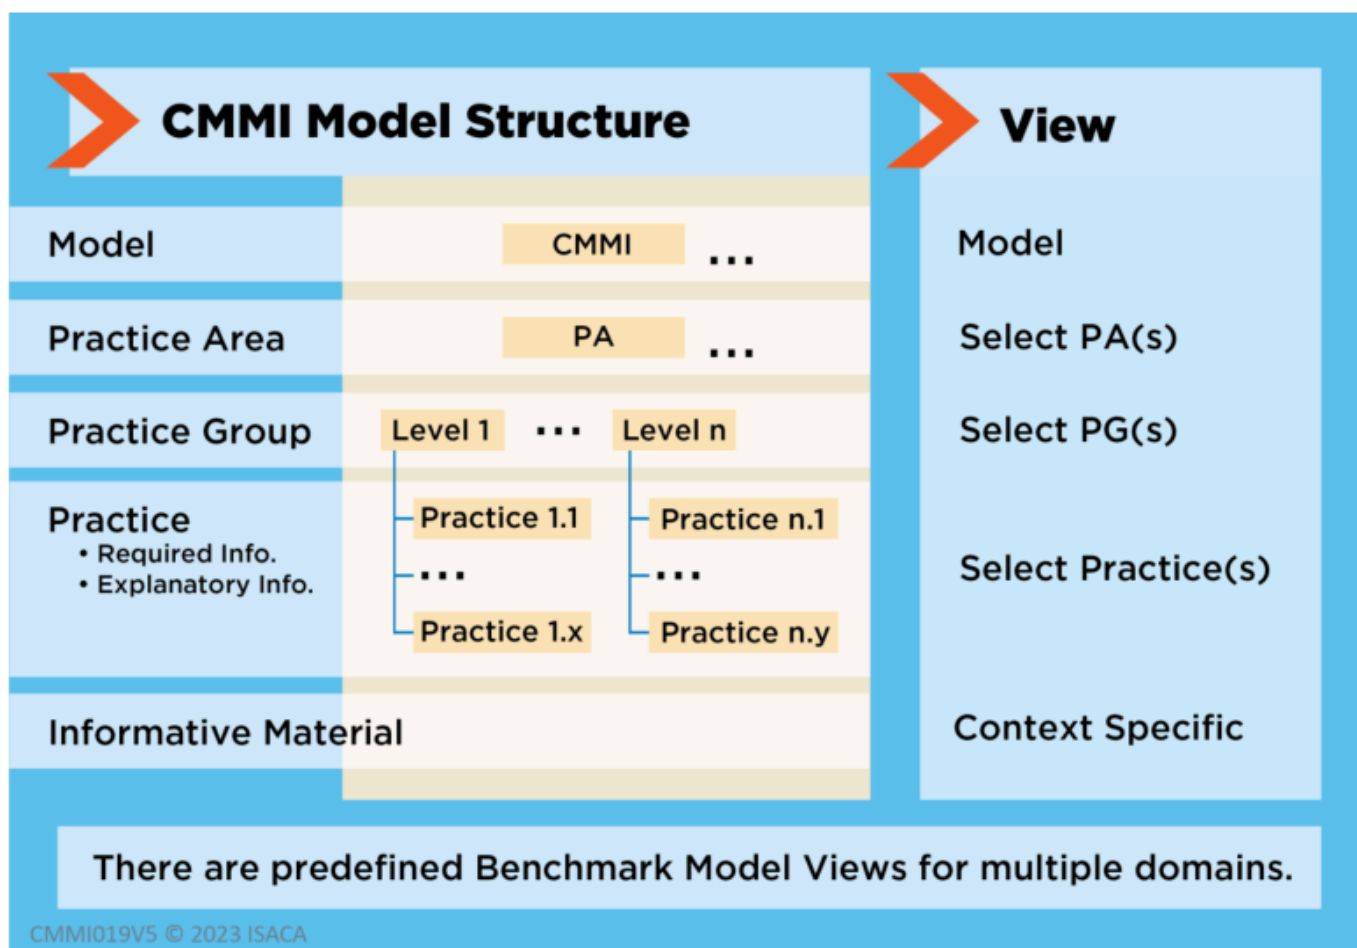 CMMI Model Structure
View
Model
CMMI ...
Model
Practice Area
PA ...
Select PA(s)
Practice Group
Level 1 ... Level n
Select PG(s)
Practice
• Required Info.
• Explanatory Info.
Practice 1.1
Practice n.1
...
...
Practice 1.x
Practice n.y
Select Practice(s)
Informative Material
Context Specific
There are predefined Benchmark Model Views for multiple domains.
CMMI019V5 © 2023 ISACA